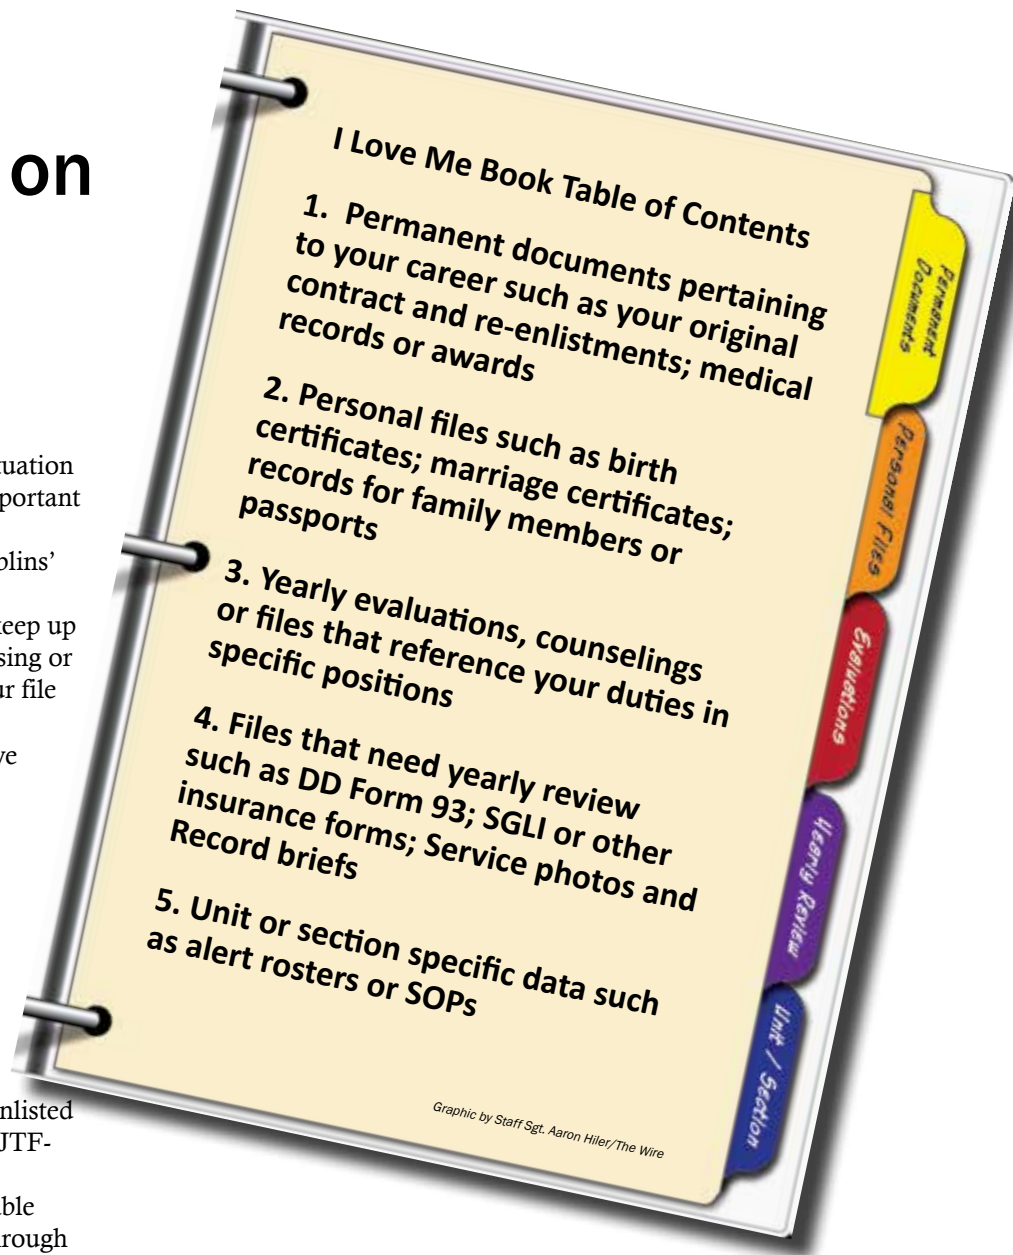 on
tuation
portant
olins’
keep up
sing or
ur file
ve
nlisted
JTF-
ble
rough
I Love Me Book Table of Contents
1. Permanent documents pertaining
to your career such as your original
contract and re-enlistments; medical
records or awards
2. Personal files such as birth
certificates; marriage certificates;
records for family members or
passports
3. Yearly evaluations, counselings
or files that reference your duties in
specific positions
4. Files that need yearly review
such as DD Form 93; SGLI or other
insurance forms; Service photos and
Record briefs
5. Unit or section specific data such
as alert rosters or SOPs
Graphic by Staff Sgt. Aaron Hiler/The Wire
Permanent
Documents
Personal Files
Evaluations
Yearly Review
Unit / Section